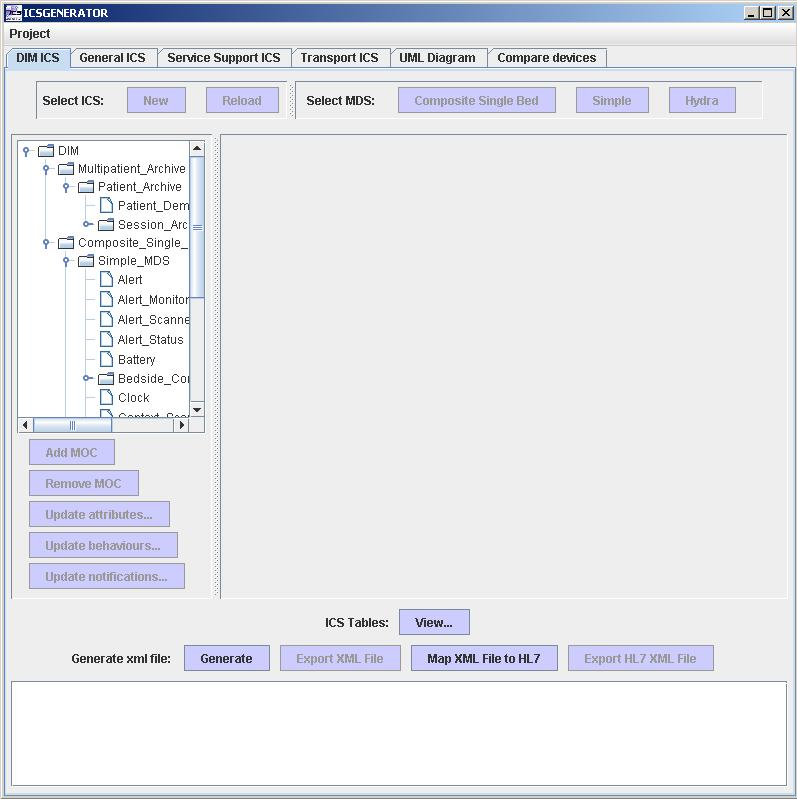 ICSGENERATOR
Project
DIM ICS General ICS Service Support ICS Transport ICS UML Diagram Compare devices
Select ICS: New Reload Select MDS: Composite Single Bed Simple Hydra
DIM
Multipatient_Archive
Patient_Archive
Patient_Dem
Session_Arc
Composite_Single_
Simple_MDS
Alert
Alert_Monitor
Alert_Scanne
Alert_Status
Battery
Bedside_Co
Clock
Context_Sca
Add MOC
Remove MOC
Update attributes...
Update behaviours...
Update notifications...
ICS Tables: View...
Generate xml file: Generate Export XML File Map XML File to HL7 Export HL7 XML File